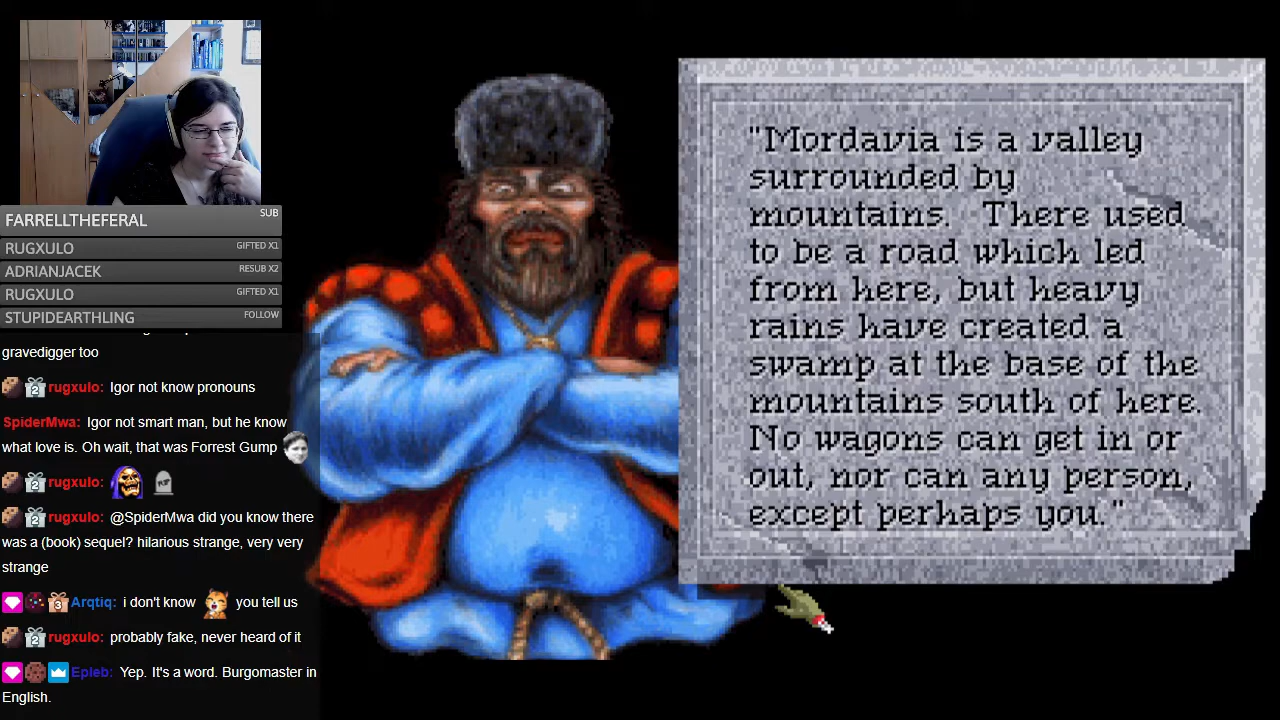 FARRELLTHEFERAL SUB
RUGXULO GIFTED X1
ADRIANJACEK RESUB X2
RUGXULO GIFTED X1
STUPIDEARTHLING FOLLOW
gravedigger too
rugxulo: Igor not know pronouns
SpiderMwa: Igor not smart man, but he know
what love is. Oh wait, that was Forrest Gump
rugxulo:
rugxulo: @SpiderMwa did you know there
was a (book) sequel? hilarious strange, very very
strange
Arqtiq: i don't know you tell us
rugxulo: probably fake, never heard of it
Epleb: Yep. It's a word. Burgomaster in
English.
"Mordavia is a valley
surrounded by
mountains. There used
to be a road which led
from here, but heavy
rains have created a
swamp at the base of the
mountains south of here.
No wagons can get in or
out, nor can any person,
except perhaps you."